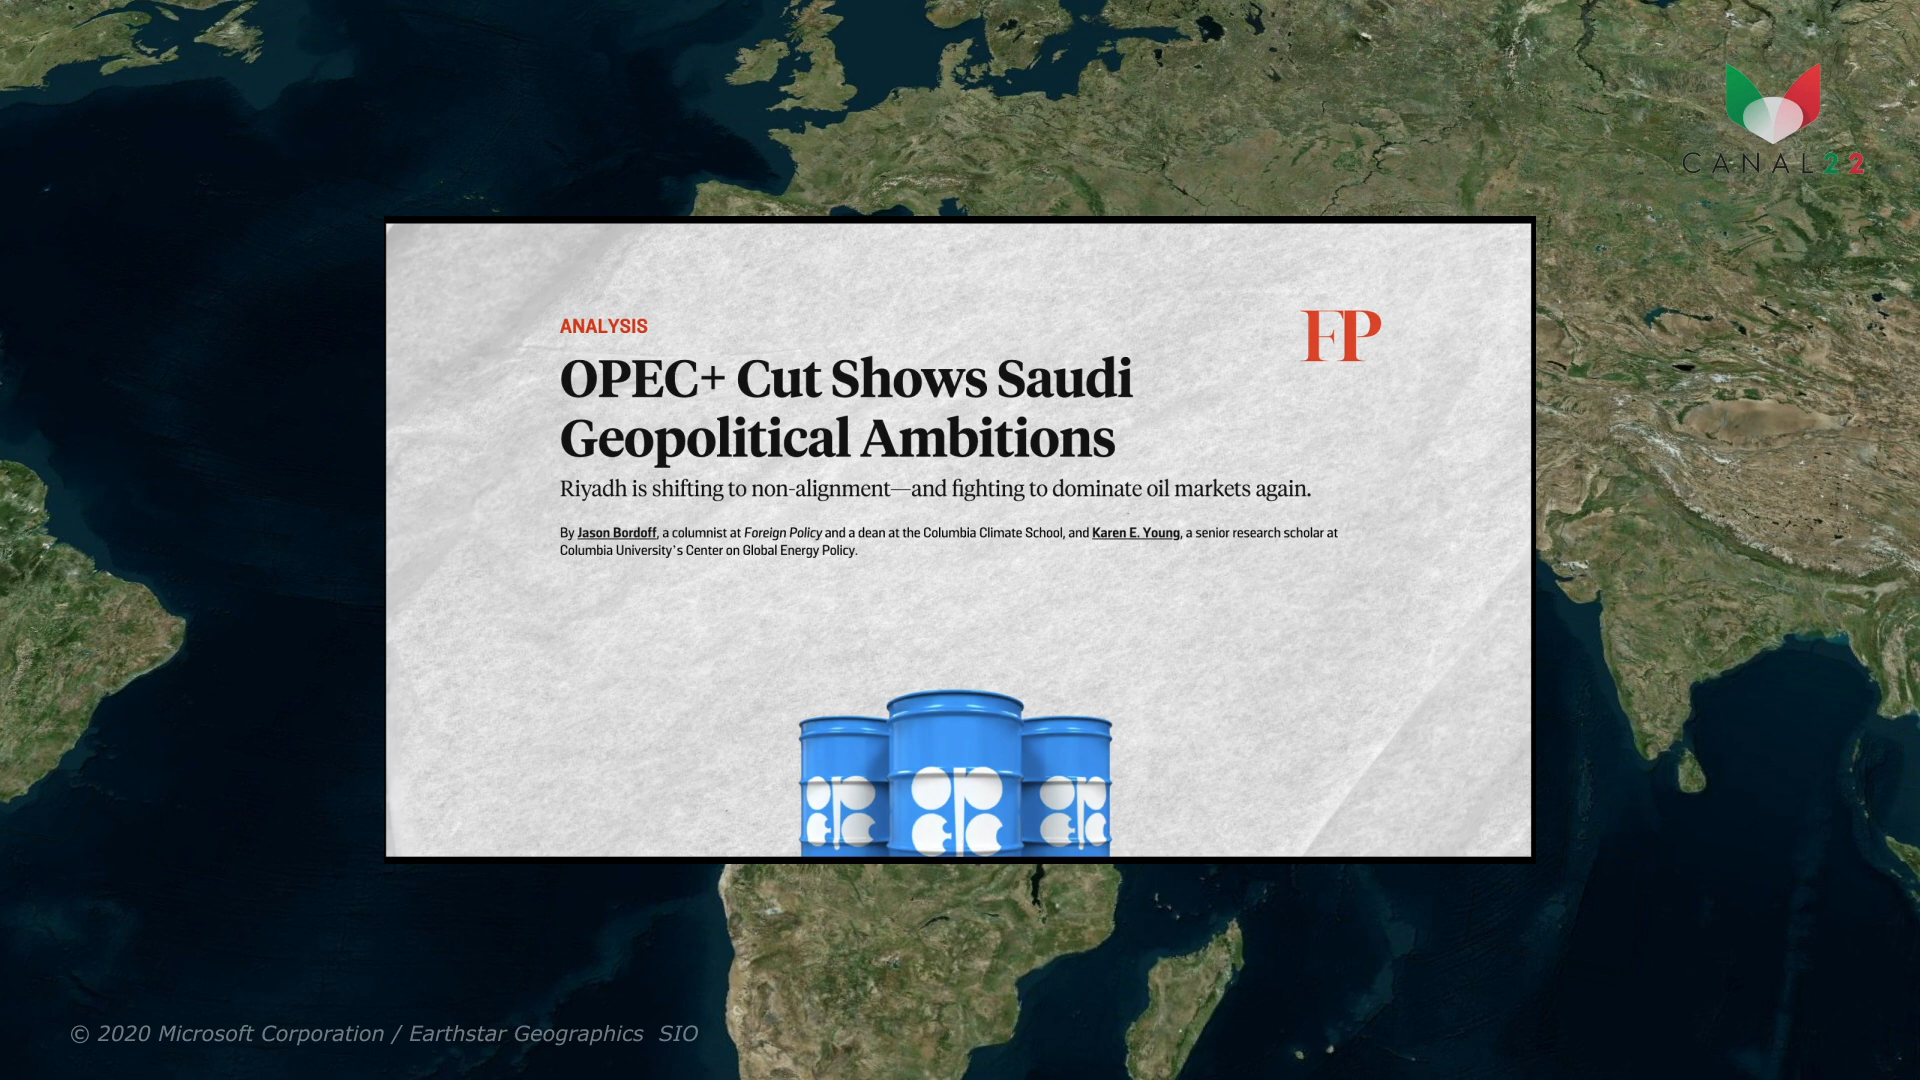 CANAL22
ANALYSIS
FP
OPEC+ Cut Shows Saudi
Geopolitical Ambitions
Riyadh is shifting to non-alignment—and fighting to dominate oil markets again.
By Jason Bordoff, a columnist at Foreign Policy and a dean at the Columbia Climate School, and Karen E. Young, a senior research scholar at
Columbia University's Center on Global Energy Policy.
© 2020 Microsoft Corporation / Earthstar Geographics SIO